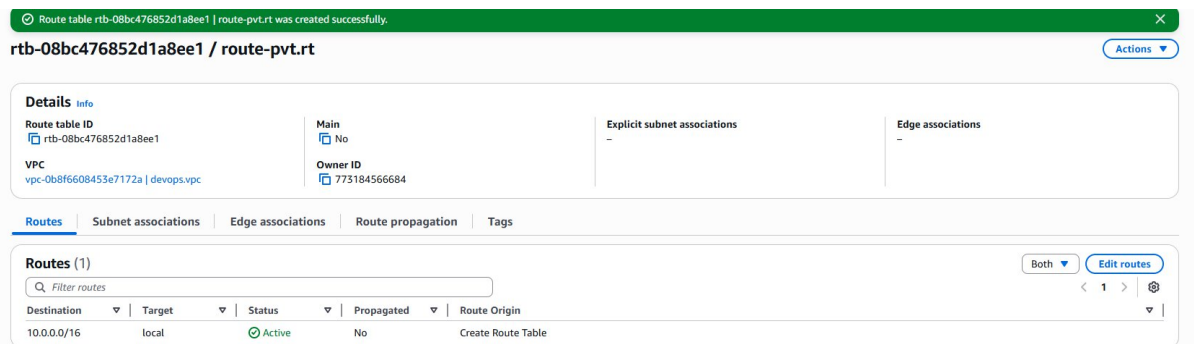 Route table rtb-08bc476852d1a8ee1 | route-pvt.rt was created successfully.
rtb-08bc476852d1a8ee1 / route-pvt.rt
Actions
Details Info
Route table ID
rtb-08bc476852d1a8ee1
Main
No
Explicit subnet associations
–
Edge associations
–
VPC
vpc-0b8f6608453e7172a | devops.vpc
Owner ID
773184566684
Routes Subnet associations Edge associations Route propagation Tags
Routes (1)
Both Edit routes
Filter routes
1
Destination Target Status Propagated Route Origin
10.0.0.0/16 local Active No Create Route Table